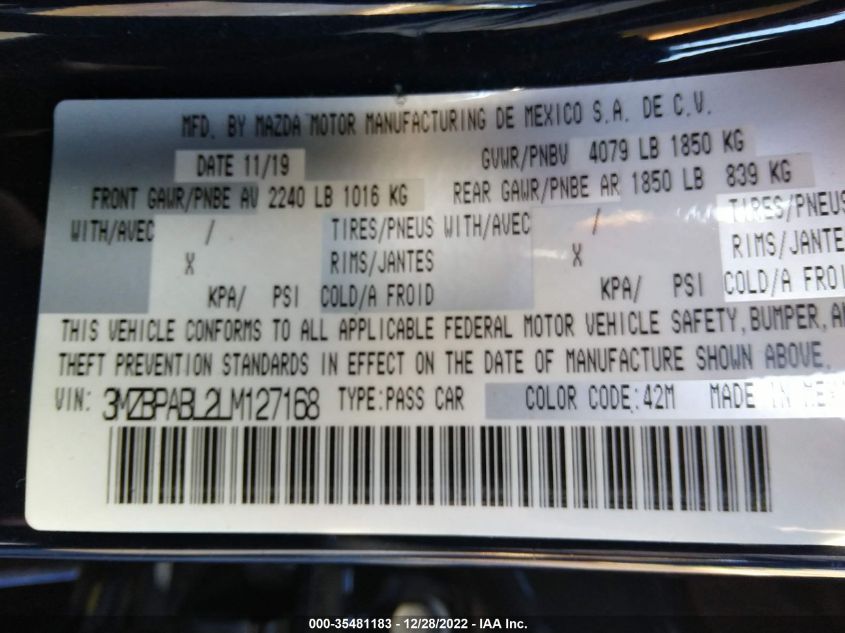 MFD. BY MAZDA MOTOR MANUFACTURING DE MEXICO S.A. DE C.V.
DATE 11/19 GVWR/PNBV 4079 LB 1850 KG
FRONT GAWR/PNBE AV 2240 LB 1016 KG REAR GAWR/PNBE AR 1850 LB 839 KG
WITH/AVEC / TIRES/PNEUS WITH/AVEC / TIRES/PNEUS
X RIMS/JANTES X RIMS/JANTE
KPA/ PSI COLD/A FROID KPA/ PSI COLD/A FROI
THIS VEHICLE CONFORMS TO ALL APPLICABLE FEDERAL MOTOR VEHICLE SAFETY, BUMPER, AN
THEFT PREVENTION STANDARDS IN EFFECT ON THE DATE OF MANUFACTURE SHOWN ABOVE.
VIN: 3MZBPABL2LM127168 TYPE: PASS CAR COLOR CODE: 42M MADE IN MEX
000-35481183 - 12/28/2022 - IAA Inc.